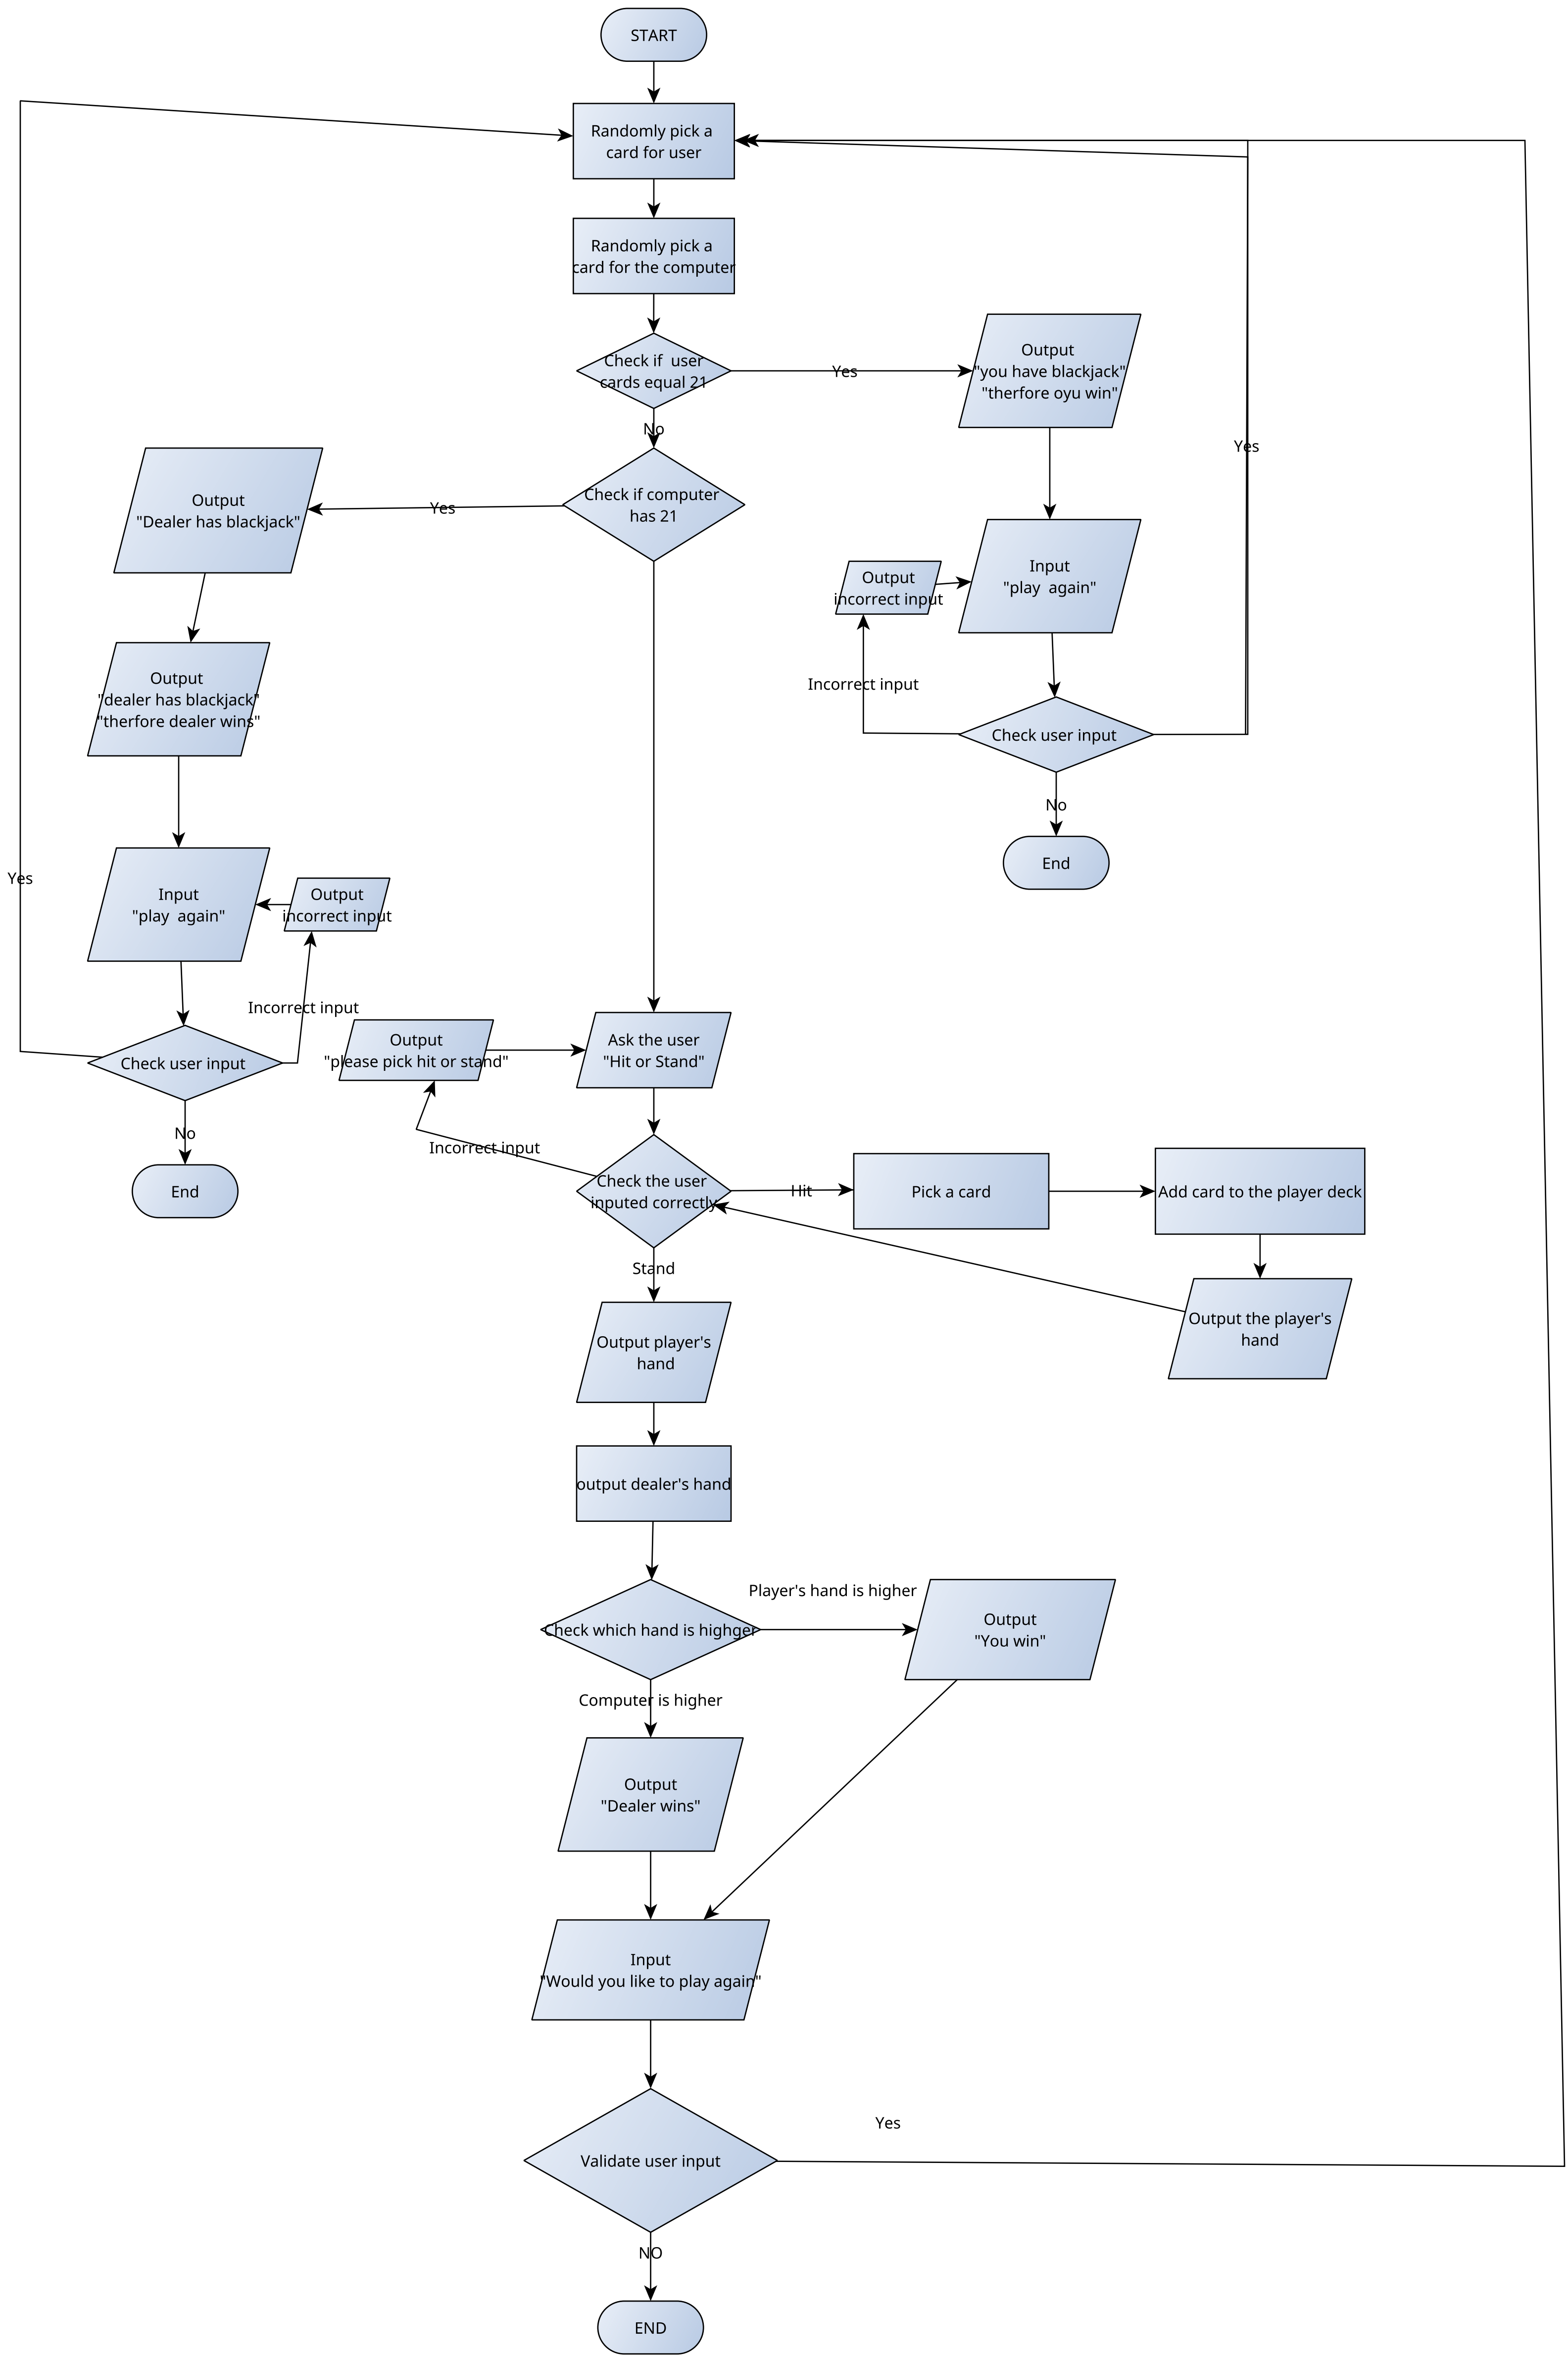 START
Randomly pick a
card for user
Randomly pick a
card for the computer
Check if  user
cards equal 21
Yes
Output
"you have blackjack"
"therfore oyu win"
No
Yes
Check if computer
has 21
Yes
Output
"Dealer has blackjack"
Input
"play  again"
Output
incorrect input
Incorrect input
Output
"dealer has blackjack"
"therfore dealer wins"
Check user input
No
End
Yes
Input
"play  again"
Output
incorrect input
Incorrect input
Check user input
No
End
Output
"please pick hit or stand"
Ask the user
"Hit or Stand"
Incorrect input
Check the user
inputed correctly
Hit
Pick a card
Add card to the player deck
Stand
Output the player's
hand
Output player's
hand
output dealer's hand
Player's hand is higher
Check which hand is highger
Output
"You win"
Computer is higher
Output
"Dealer wins"
Input
"Would you like to play again"
Yes
Validate user input
NO
END